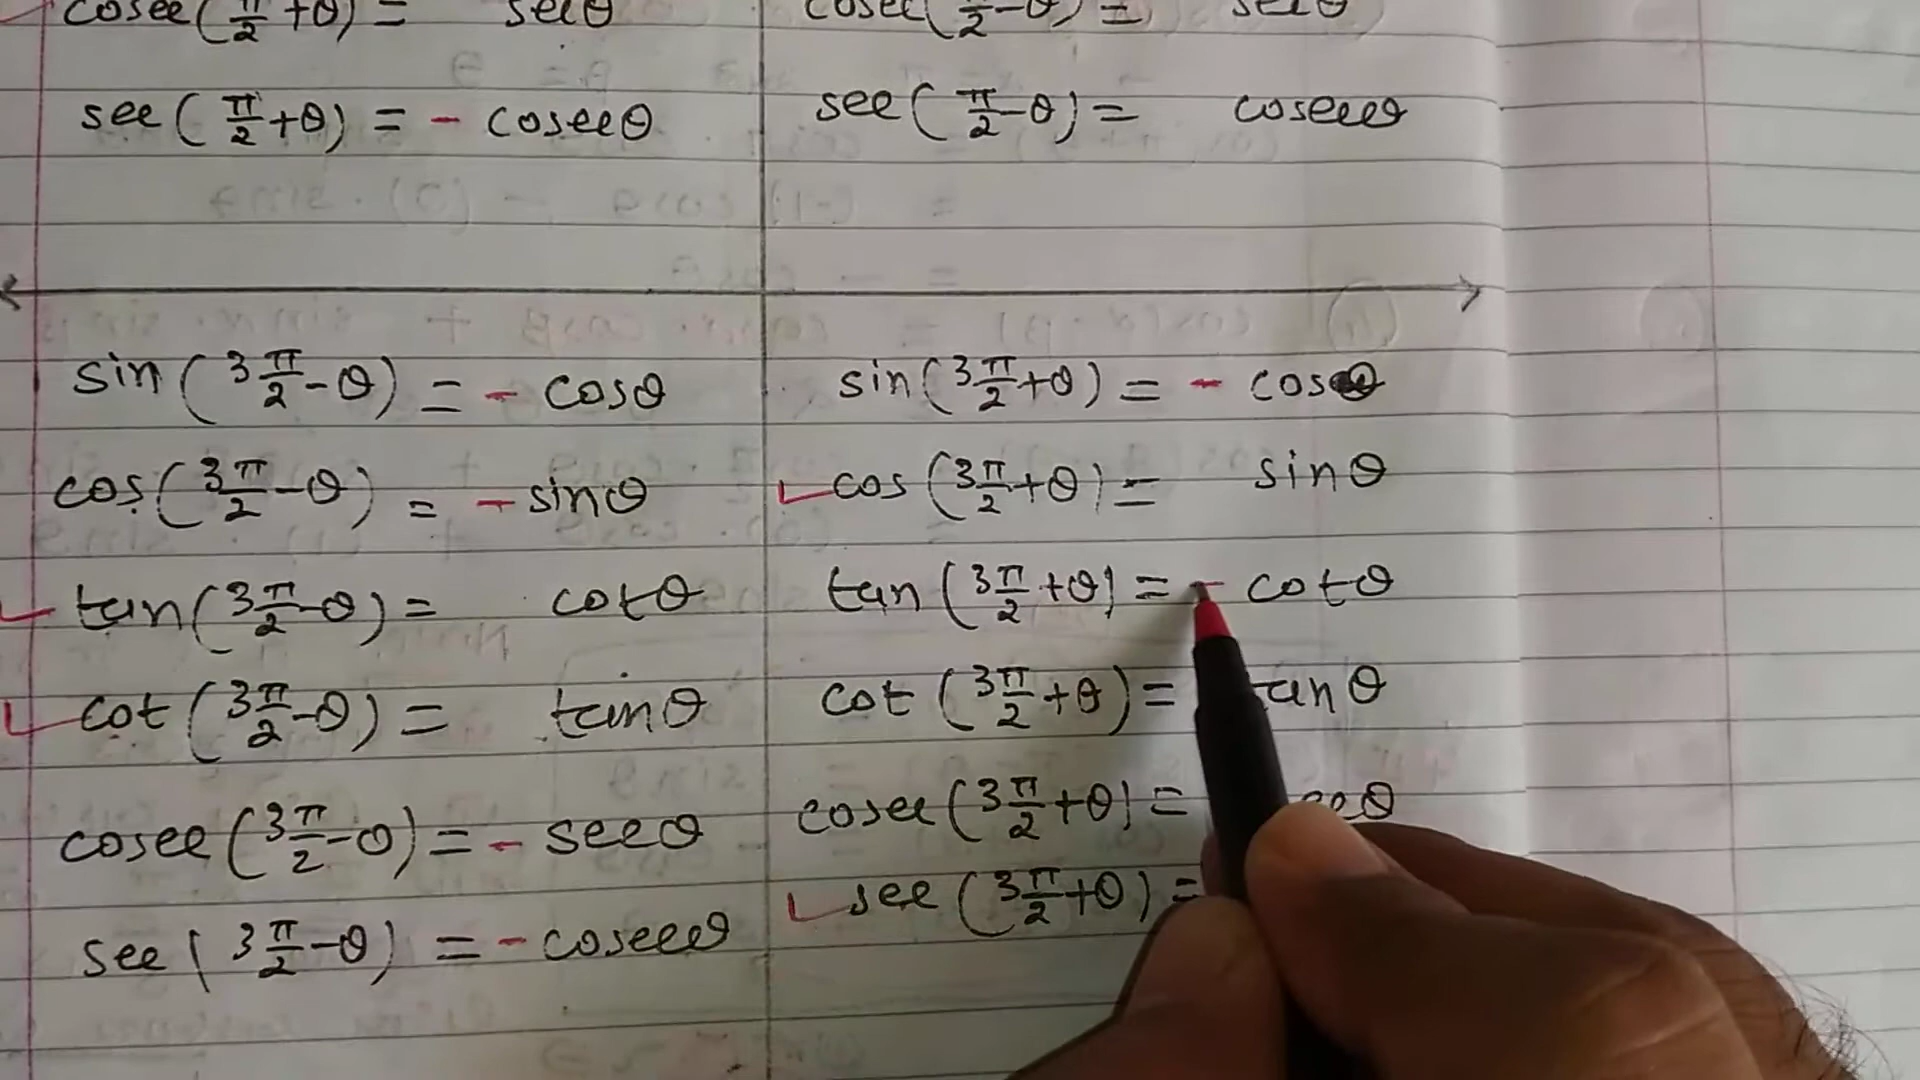 cosec(π/2+θ) = secθ
sec(π/2+θ) = - cosecθ
cosec(π/2-θ) = secθ
sec(π/2-θ) = cosecθ
sin(3π/2-θ) = - cosθ
cos(3π/2-θ) = - sinθ
tan(3π/2-θ) = cotθ
cot(3π/2-θ) = tanθ
cosec(3π/2-θ) = - secθ
sec(3π/2-θ) = - cosecθ
sin(3π/2+θ) = - cosθ
cos(3π/2+θ) = sinθ
tan(3π/2+θ) = - cotθ
cot(3π/2+θ) = tanθ
cosec(3π/2+θ) = secθ
sec(3π/2+θ) =